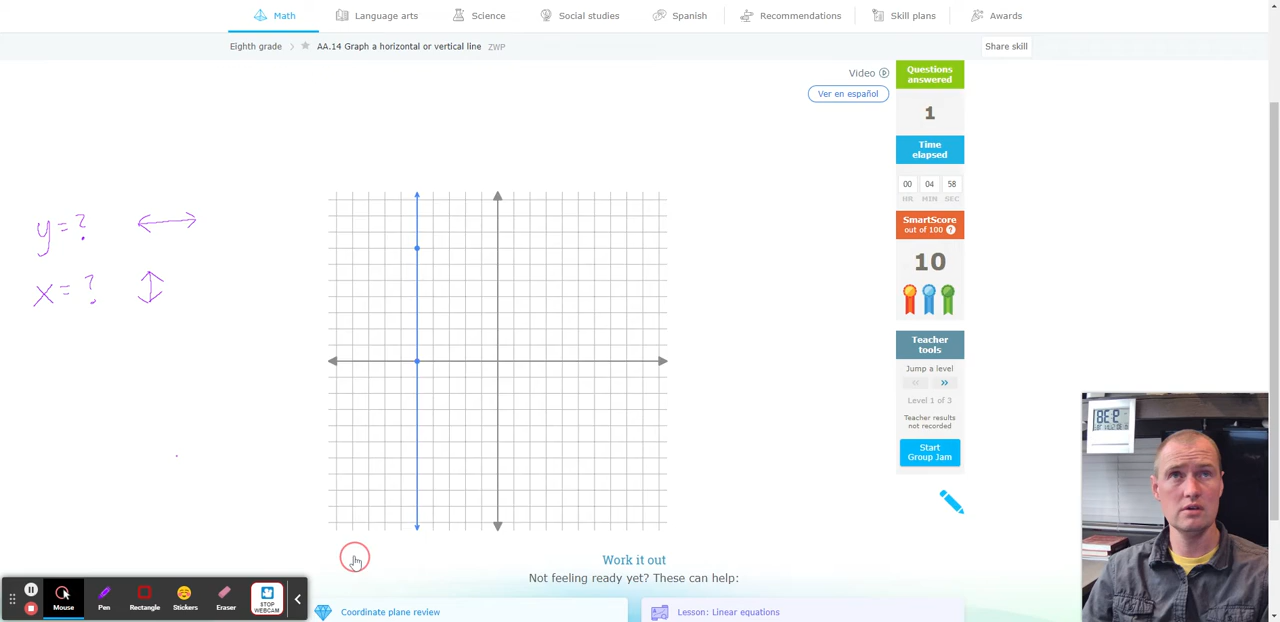 Math
Language arts
Science
Social studies
Spanish
Recommendations
Skill plans
Awards
Eighth grade
AA.14 Graph a horizontal or vertical line
ZWP
Share skill
Video
Ver en español
Questions answered
1
Time elapsed
00 04 58
HR MIN SEC
SmartScore
out of 100 ?
10
Teacher tools
Jump a level
<< >>
Level 1 of 3
Teacher results not recorded
Start Group Jam
y=?
x=?
Work it out
Not feeling ready yet? These can help:
Coordinate plane review
Lesson: Linear equations
Mouse
Pen
Rectangle
Stickers
Eraser
STOP WEBCAM